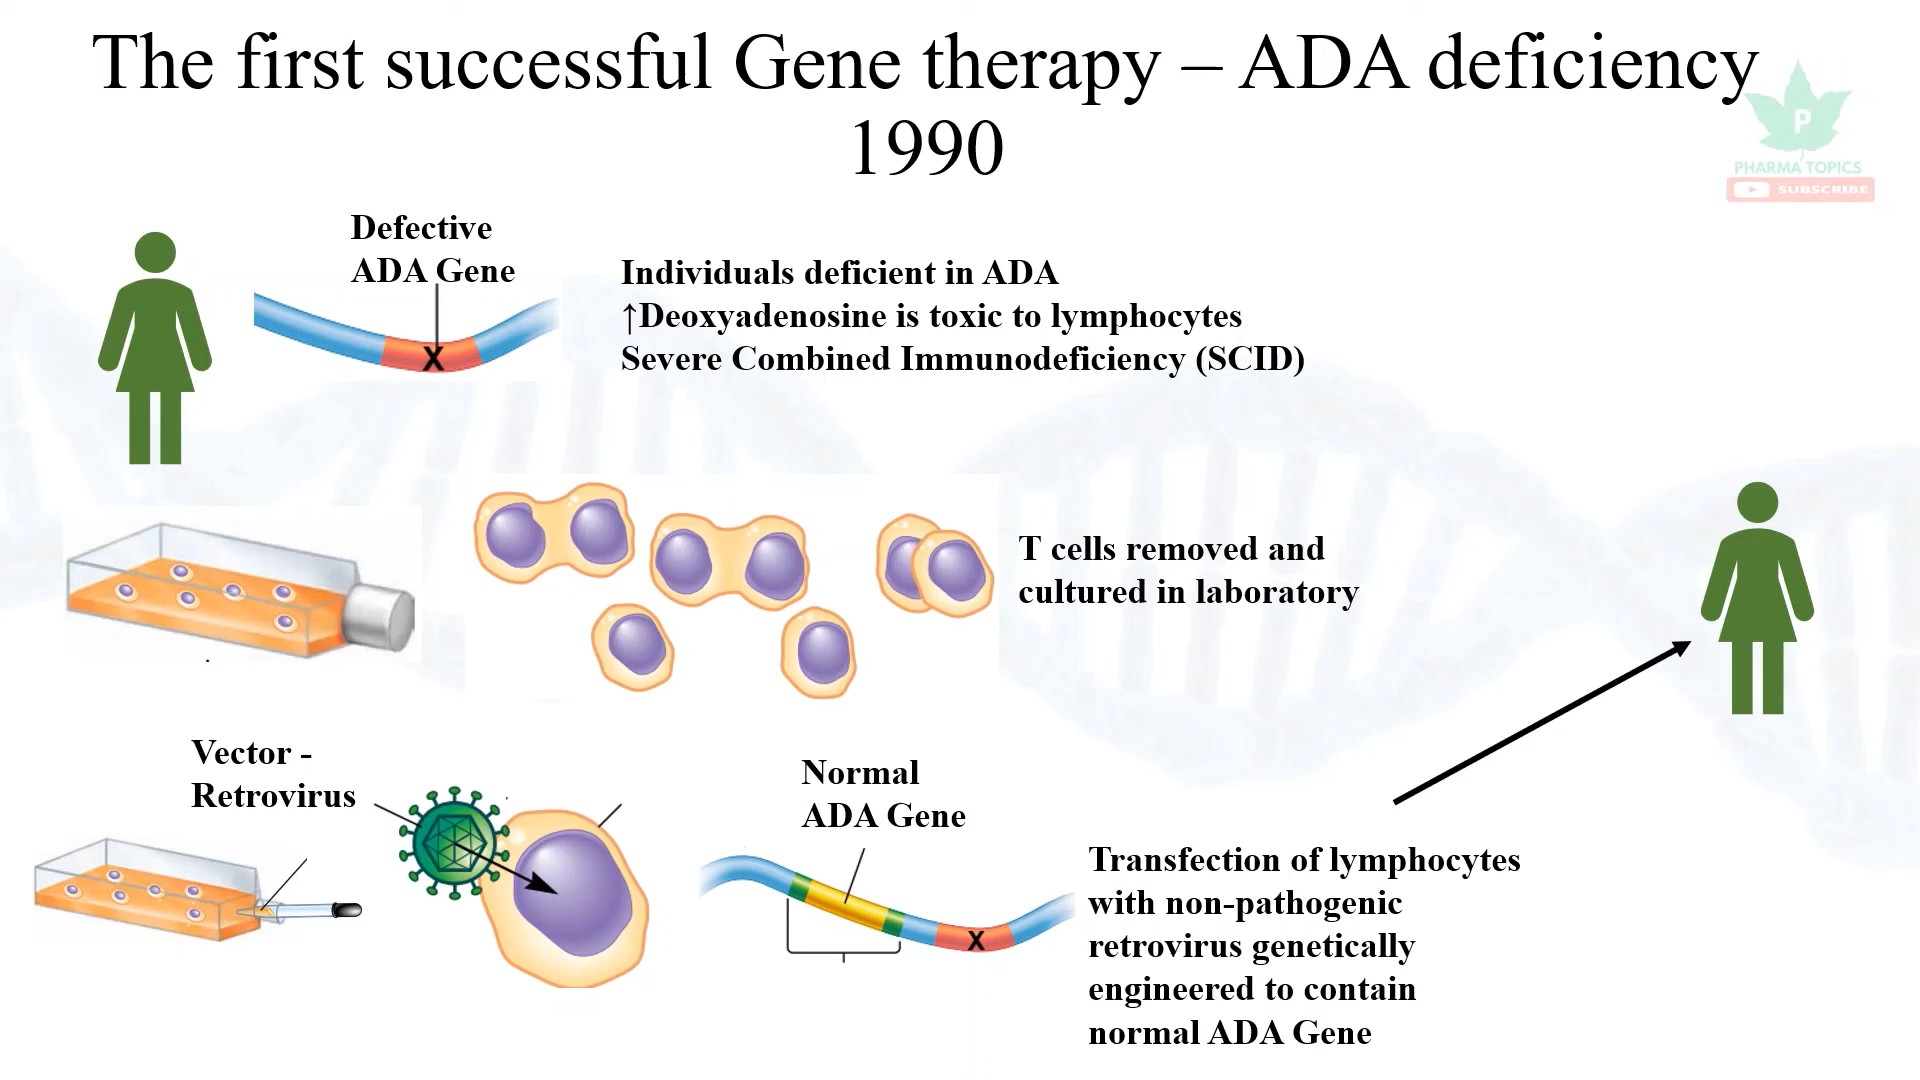 The first successful Gene therapy – ADA deficiency
1990
P
PHARMA TOPICS
SUBSCRIBE
Defective
ADA Gene
X
Individuals deficient in ADA
↑Deoxyadenosine is toxic to lymphocytes
Severe Combined Immunodeficiency (SCID)
T cells removed and
cultured in laboratory
Vector -
Retrovirus
Normal
ADA Gene
X
Transfection of lymphocytes
with non-pathogenic
retrovirus genetically
engineered to contain
normal ADA Gene